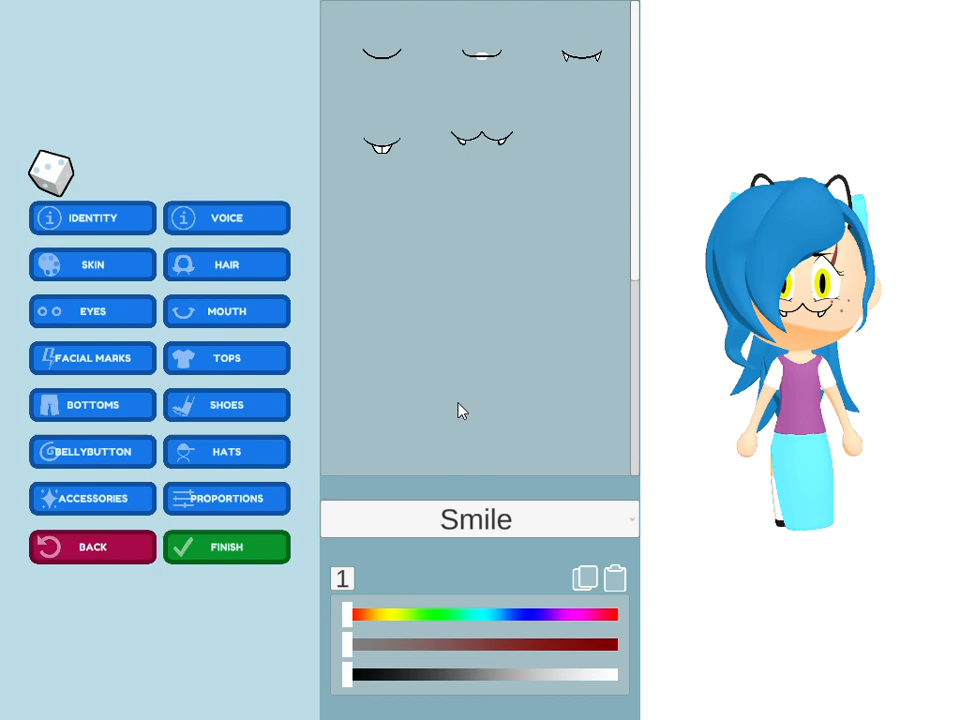 IDENTITY
VOICE
SKIN
HAIR
EYES
MOUTH
FACIAL MARKS
TOPS
BOTTOMS
SHOES
BELLYBUTTON
HATS
ACCESSORIES
PROPORTIONS
BACK
FINISH
Smile
1